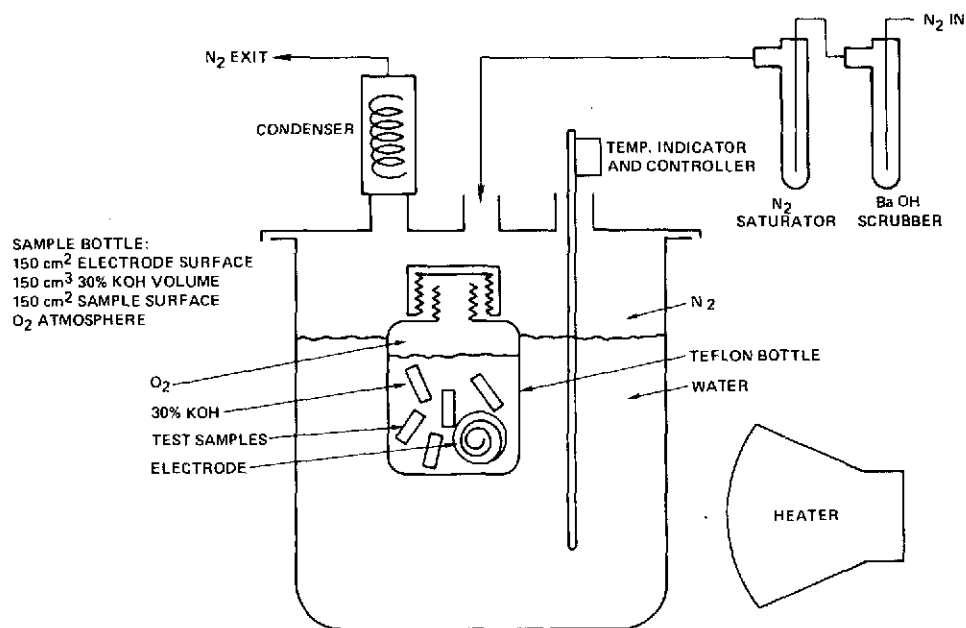 N₂ IN
N₂ EXIT
CONDENSER
TEMP. INDICATOR
AND CONTROLLER
N₂
SATURATOR
Ba OH
SCRUBBER
SAMPLE BOTTLE:
150 cm² ELECTRODE SURFACE
150 cm³ 30% KOH VOLUME
150 cm² SAMPLE SURFACE
O₂ ATMOSPHERE
N₂
TEFLON BOTTLE
WATER
O₂
30% KOH
TEST SAMPLES
ELECTRODE
HEATER